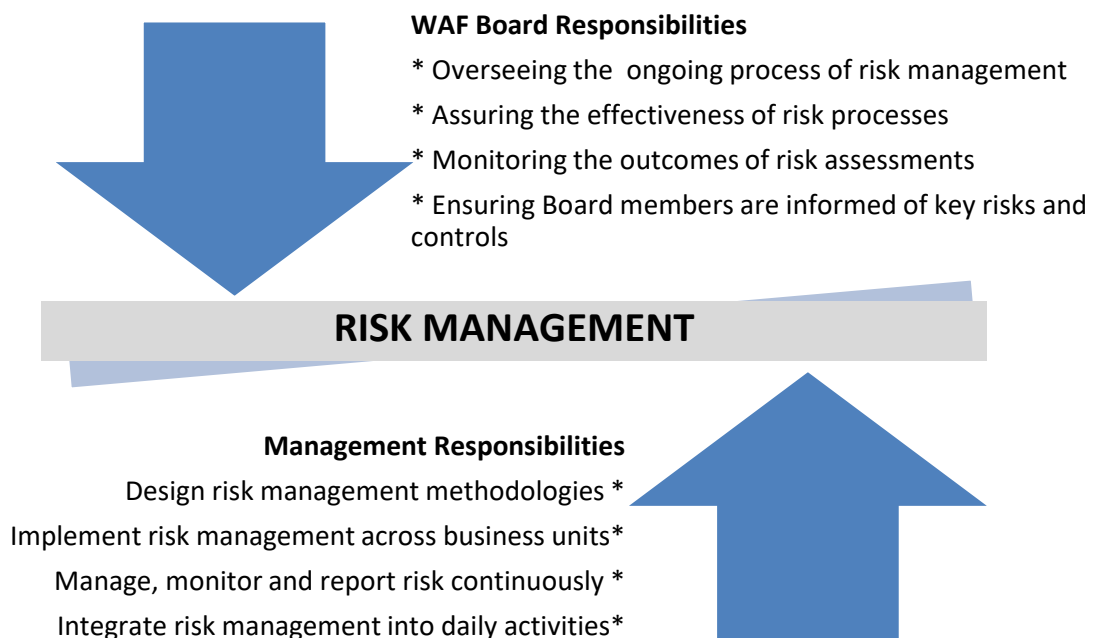 WAF Board Responsibilities
* Overseeing the ongoing process of risk management
* Assuring the effectiveness of risk processes
* Monitoring the outcomes of risk assessments
* Ensuring Board members are informed of key risks and
controls
RISK MANAGEMENT
Management Responsibilities
Design risk management methodologies *
Implement risk management across business units*
Manage, monitor and report risk continuously *
Integrate risk management into daily activities*